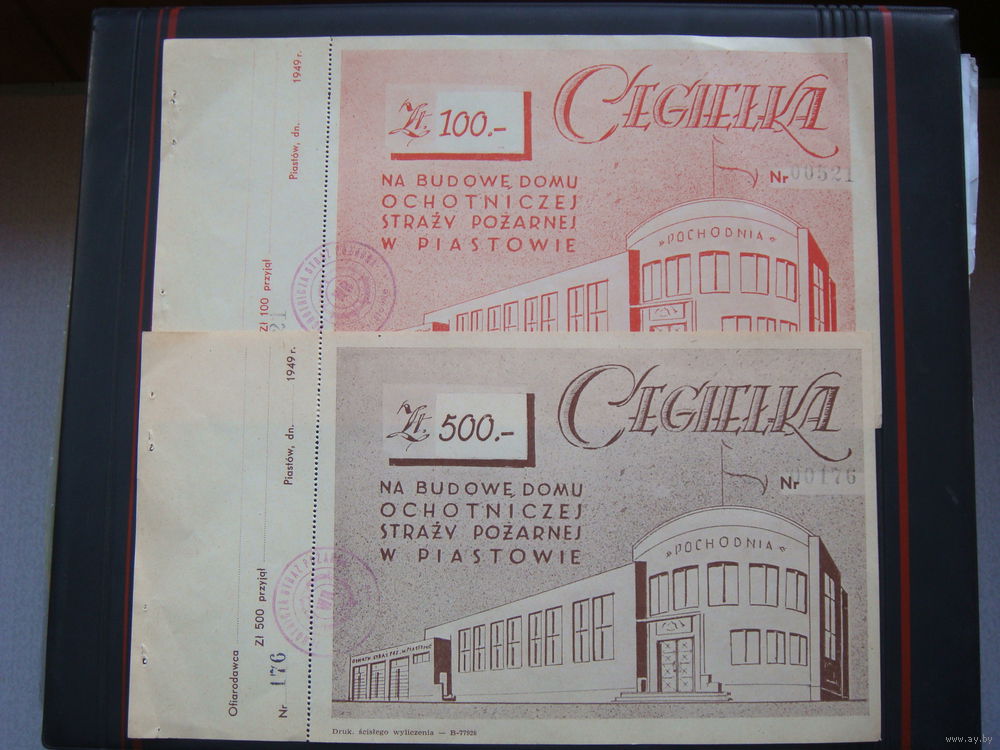 Piastów, dn. 1949 r.
Zł 100 przyjął
21
Zł. 100.-
CEGIEŁKA
Nr 00521
NA BUDOWĘ DOMU
OCHOTNICZEJ
STRAŻY POŻARNEJ
W PIASTOWIE
»POCHODNIA«
Piastów, dn. 1949 r.
Zł 500 przyjął
Ofiarodawca
Nr 176
Zł. 500.-
CEGIEŁKA
Nr 00176
NA BUDOWĘ DOMU
OCHOTNICZEJ
STRAŻY POŻARNEJ
W PIASTOWIE
»POCHODNIA«
Druk. ścisłego wyliczenia — B-77928
www.ay.by